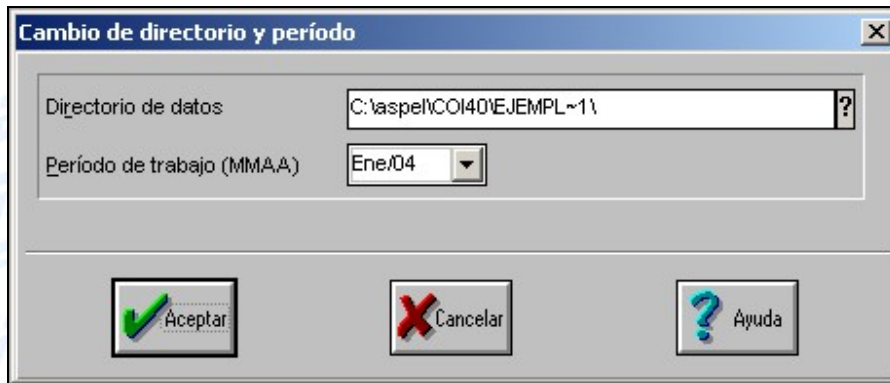 Cambio de directorio y período
Directorio de datos
C:\aspel\COI40\EJEMPL~1\
?
Período de trabajo (MMAA)
Ene/04
Aceptar
Cancelar
Ayuda